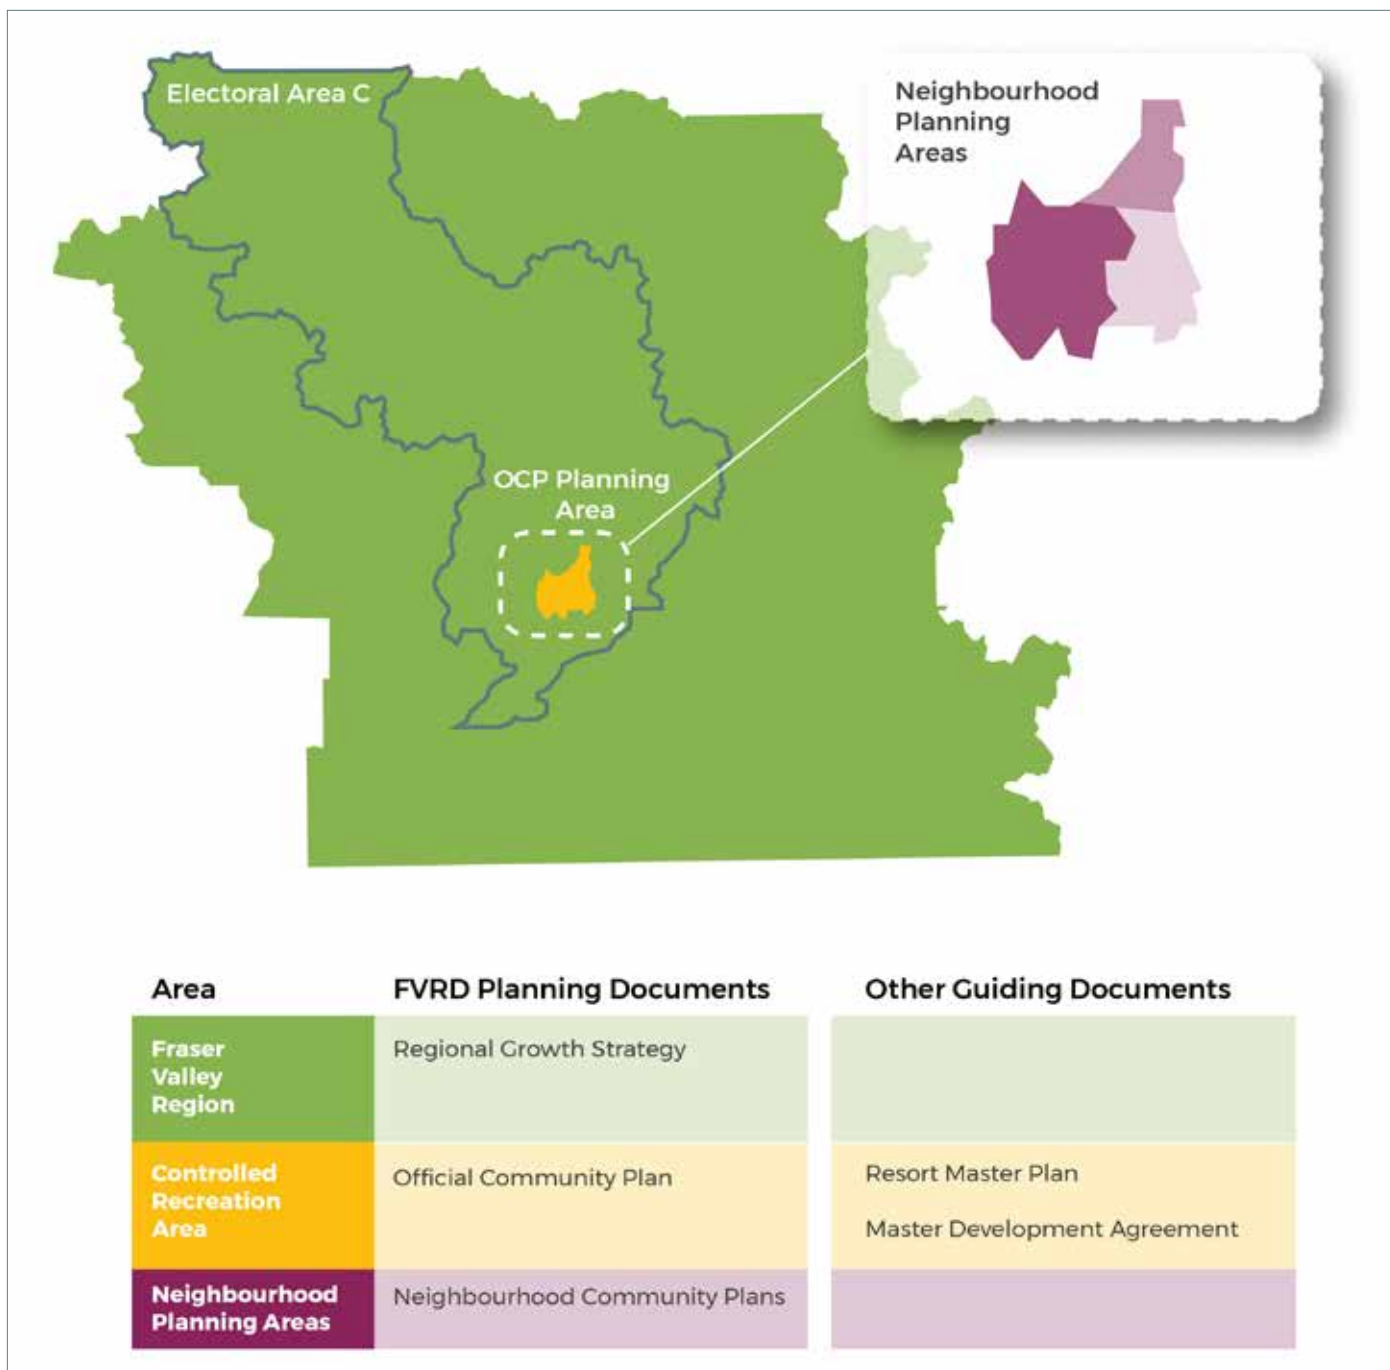 Electoral Area C
Neighbourhood
Planning
Areas
OCP Planning
Area
Area
FVRD Planning Documents
Other Guiding Documents
Fraser
Valley
Region
Regional Growth Strategy
Controlled
Recreation
Area
Official Community Plan
Resort Master Plan
Master Development Agreement
Neighbourhood
Planning Areas
Neighbourhood Community Plans